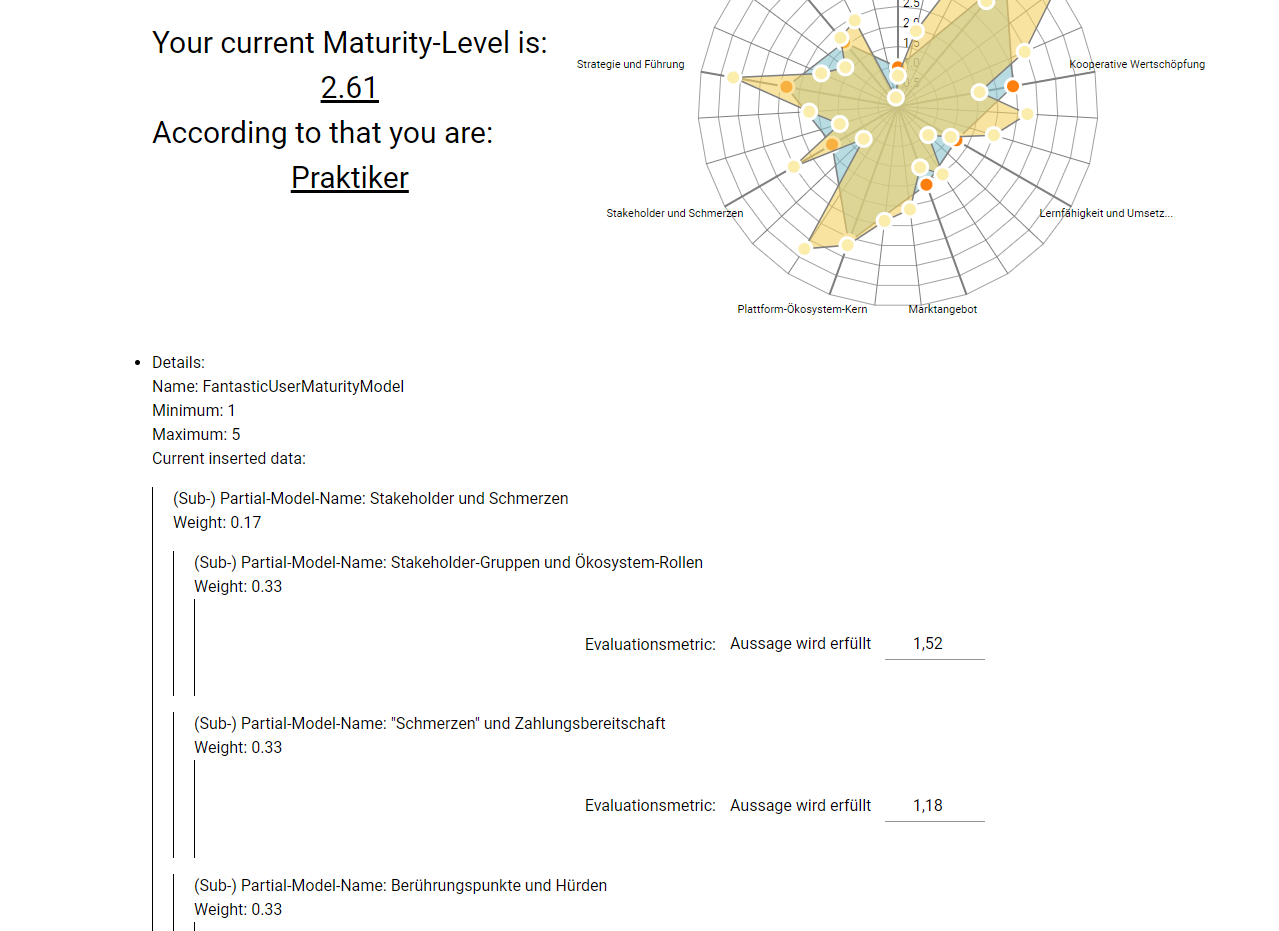 Your current Maturity-Level is:
2.61
According to that you are:
Praktiker
2.5
Strategie und Führung
Kooperative Wertschöpfung
Stakeholder und Schmerzen
Lernfähigkeit und Umsetz...
Plattform-Ökosystem-Kern
Marktangebot
Details:
Name: FantasticUserMaturityModel
Minimum: 1
Maximum: 5
Current inserted data:
(Sub-) Partial-Model-Name: Stakeholder und Schmerzen
Weight: 0.17
(Sub-) Partial-Model-Name: Stakeholder-Gruppen und Ökosystem-Rollen
Weight: 0.33
Evaluationsmetric: Aussage wird erfüllt 1,52
(Sub-) Partial-Model-Name: "Schmerzen" und Zahlungsbereitschaft
Weight: 0.33
Evaluationsmetric: Aussage wird erfüllt 1,18
(Sub-) Partial-Model-Name: Berührungspunkte und Hürden
Weight: 0.33